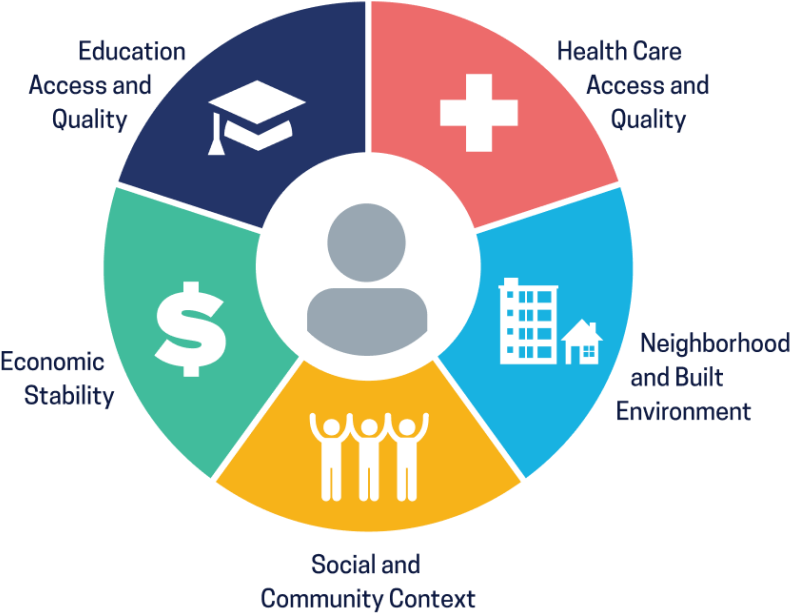 Education
Access and
Quality
Health Care
Access and
Quality
Economic
Stability
Neighborhood
and Built
Environment
Social and
Community Context
$